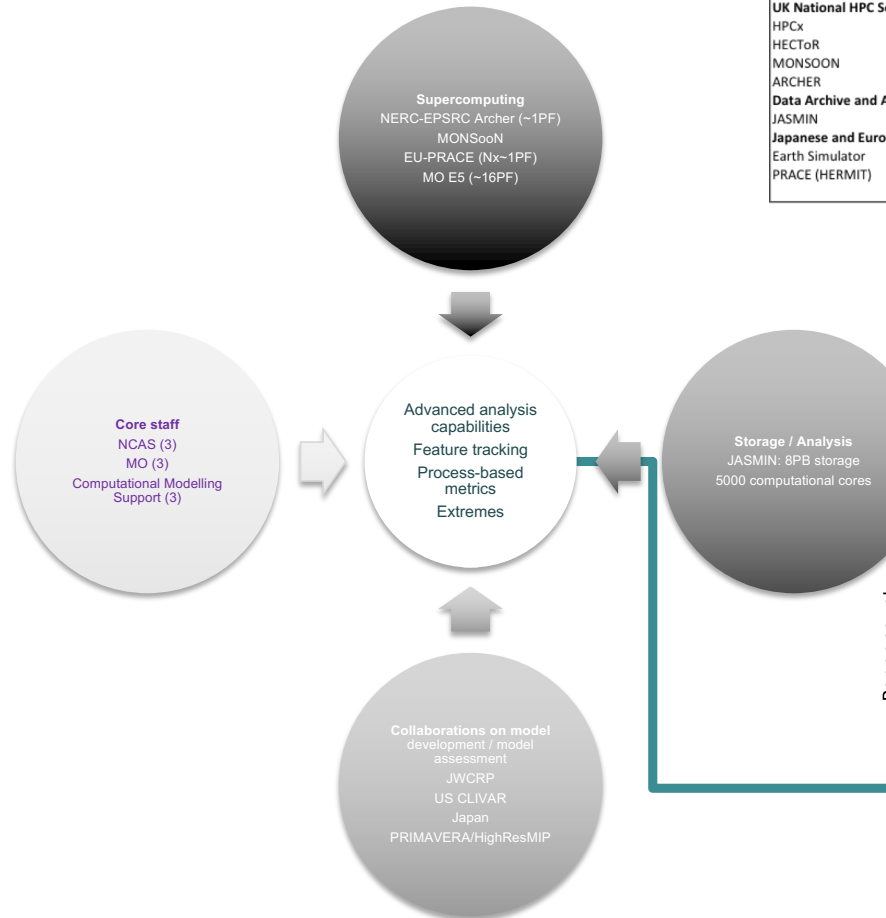 UK National HPC Se
HPCx
HECToR
MONSOON
ARCHER
Data Archive and A
JASMIN
Japanese and Euro
Earth Simulator
PRACE (HERMIT)
Supercomputing
NERC-EPSRC Archer (~1PF)
MONSooN
EU-PRACE (Nx~1PF)
MO E5 (~16PF)
Core staff
NCAS (3)
MO (3)
Computational Modelling
Support (3)
Advanced analysis
capabilities
Feature tracking
Process-based
metrics
Extremes
Storage / Analysis
JASMIN: 8PB storage
5000 computational cores
Collaborations on model
development / model
assessment
JWCRP
US CLIVAR
Japan
PRIMAVERA/HighResMIP